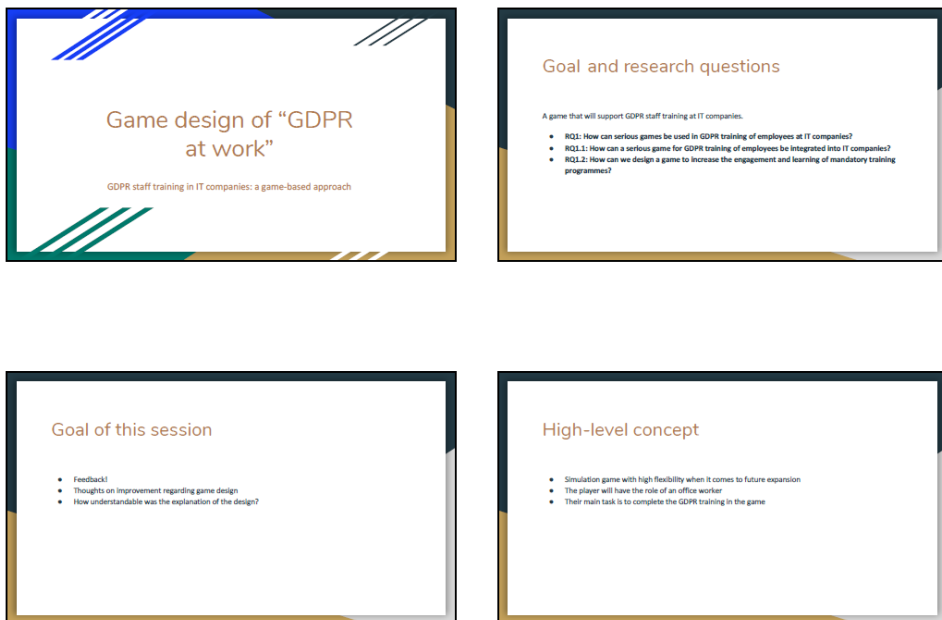 Game design of “GDPR
at work”
GDPR staff training in IT companies: a game-based approach
Goal and research questions
A game that will support GDPR staff training at IT companies.
● RQ1: How can serious games be used in GDPR training of employees at IT companies?
● RQ1.1: How can a serious game for GDPR training of employees be integrated into IT companies?
● RQ1.2: How can we design a game to increase the engagement and learning of mandatory training
programmes?
Goal of this session
● Feedback!
● Thoughts on improvement regarding game design
● How understandable was the explanation of the design?
High-level concept
● Simulation game with high flexibility when it comes to future expansion
● The player will have the role of an office worker
● Their main task is to complete the GDPR training in the game